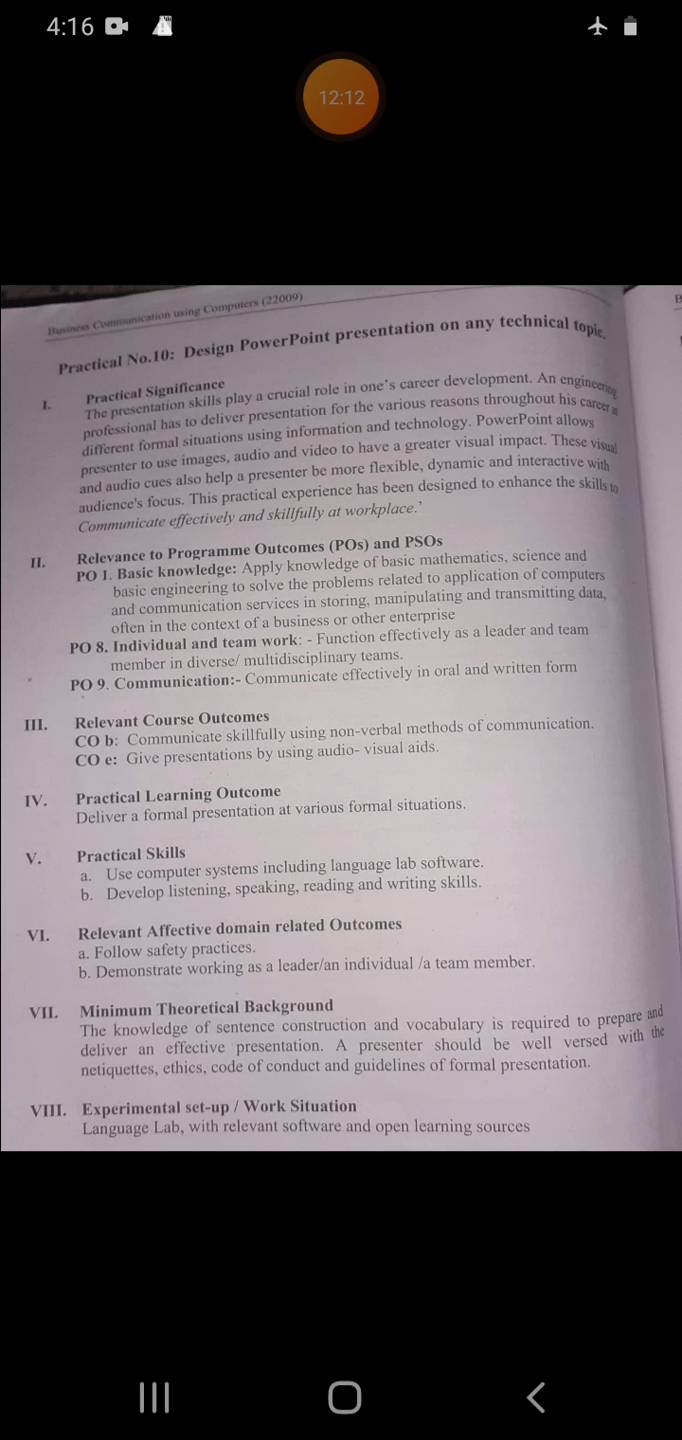 4:16
12:12
Business Communication using Computers (22009)
B
Practical No.10: Design PowerPoint presentation on any technical topic.
I. Practical Significance
The presentation skills play a crucial role in one's career development. An engineering
professional has to deliver presentation for the various reasons throughout his career at
different formal situations using information and technology. PowerPoint allows
presenter to use images, audio and video to have a greater visual impact. These visual
and audio cues also help a presenter be more flexible, dynamic and interactive with
audience's focus. This practical experience has been designed to enhance the skills to
Communicate effectively and skillfully at workplace.'
II. Relevance to Programme Outcomes (POs) and PSOs
PO 1. Basic knowledge: Apply knowledge of basic mathematics, science and
basic engineering to solve the problems related to application of computers
and communication services in storing, manipulating and transmitting data,
often in the context of a business or other enterprise
PO 8. Individual and team work: - Function effectively as a leader and team
member in diverse/ multidisciplinary teams.
PO 9. Communication:- Communicate effectively in oral and written form
III. Relevant Course Outcomes
CO b: Communicate skillfully using non-verbal methods of communication.
CO e: Give presentations by using audio- visual aids.
IV. Practical Learning Outcome
Deliver a formal presentation at various formal situations.
V. Practical Skills
a. Use computer systems including language lab software.
b. Develop listening, speaking, reading and writing skills.
VI. Relevant Affective domain related Outcomes
a. Follow safety practices.
b. Demonstrate working as a leader/an individual /a team member.
VII. Minimum Theoretical Background
The knowledge of sentence construction and vocabulary is required to prepare and
deliver an effective presentation. A presenter should be well versed with the
netiquettes, ethics, code of conduct and guidelines of formal presentation.
VIII. Experimental set-up / Work Situation
Language Lab, with relevant software and open learning sources